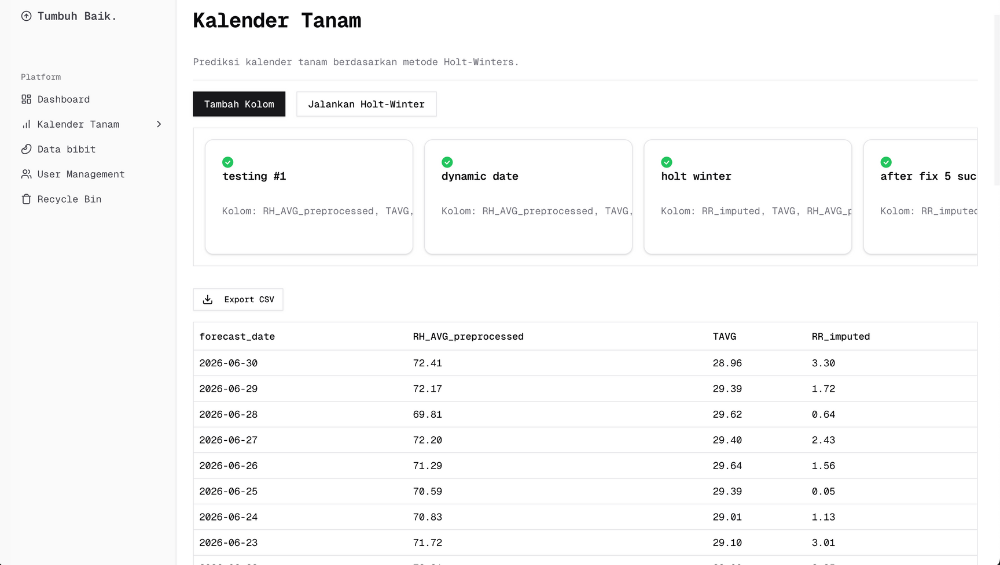 Tumbuh Baik.
Platform
Dashboard
Kalender Tanam
Data bibit
User Management
Recycle Bin
Kalender Tanam
Prediksi kalender tanam berdasarkan metode Holt-Winters.
Tambah Kolom
Jalankan Holt-Winter
testing #1
Kolom: RH_AVG_preprocessed, TAVG,
dynamic date
Kolom: RH_AVG_preprocessed, TAVG,
holt winter
Kolom: RR_imputed, TAVG, RH_AVG_p
after fix 5 suc
Kolom: RR_imputed
Export CSV
forecast_date RH_AVG_preprocessed TAVG RR_imputed
2026-06-30 72.41 28.96 3.30
2026-06-29 72.17 29.39 1.72
2026-06-28 69.81 29.62 0.64
2026-06-27 72.20 29.40 2.43
2026-06-26 71.29 29.64 1.56
2026-06-25 70.59 29.39 0.05
2026-06-24 70.83 29.01 1.13
2026-06-23 71.72 29.10 3.01